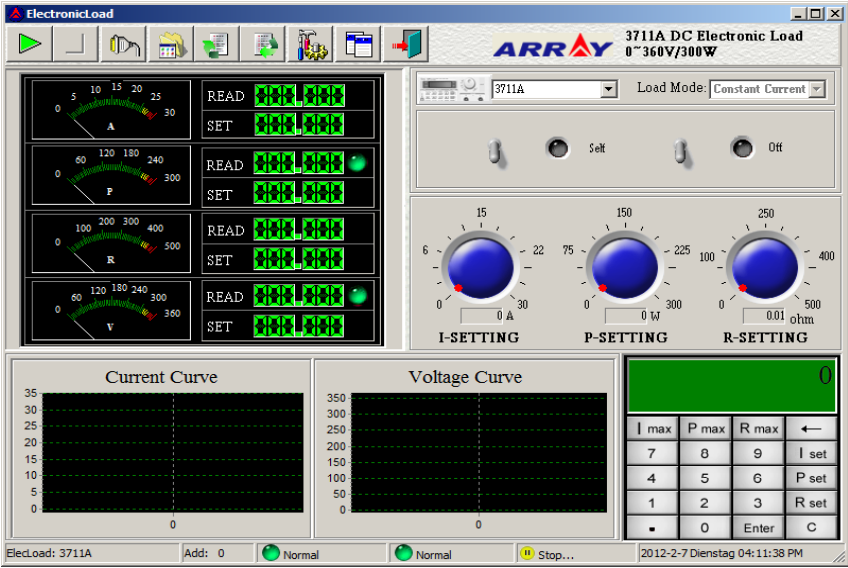 ElectronicLoad
ARRAY
3711A DC Electronic Load
0~360V/300W
0 5 10 15 20 25 30
A
READ
SET
0 60 120 180 240 300
P
READ
SET
0 100 200 300 400 500
R
READ
SET
0 60 120 180 240 300 360
V
READ
SET
3711A
Load Mode: Constant Current
Self
Off
0 6 15 22 30
0 A
I-SETTING
0 75 150 225 300
0 W
P-SETTING
0 100 250 400 500
0.01 ohm
R-SETTING
Current Curve
35
30
25
20
15
10
5
0
0
Voltage Curve
350
300
250
200
150
100
50
0
0
0
I max P max R max ←
7 8 9 I set
4 5 6 P set
1 2 3 R set
. 0 Enter C
ElecLoad: 3711A Add: 0 Normal Normal Stop... 2012-2-7 Dienstag 04:11:38 PM